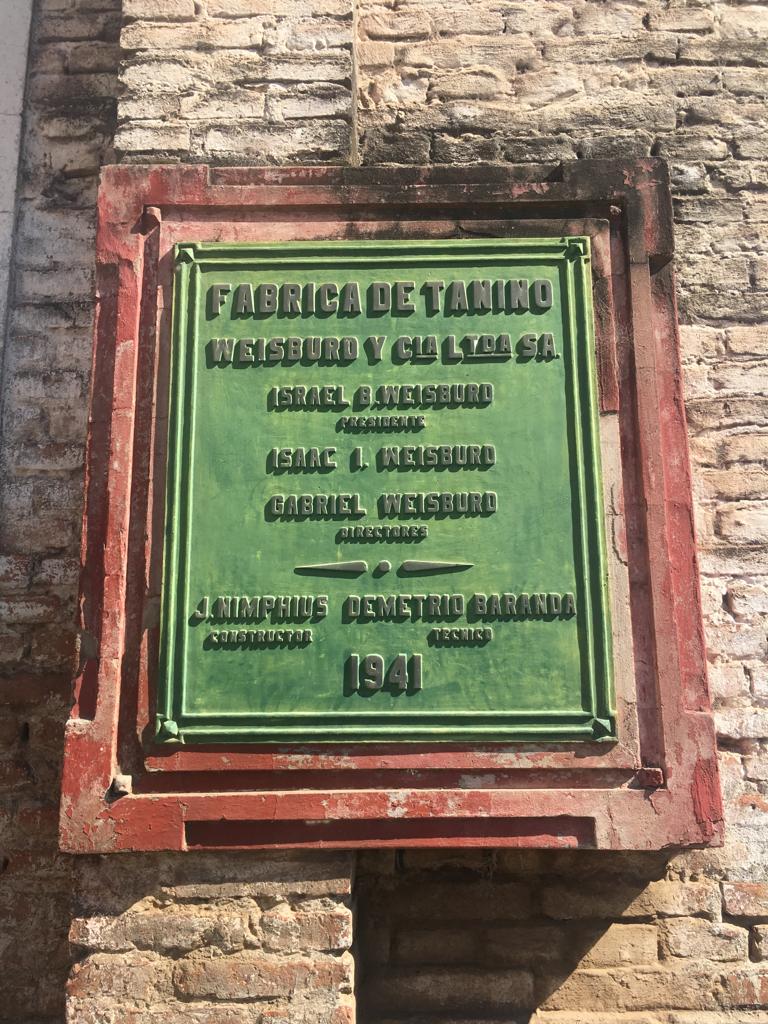 FABRICA DE TANINO
WEISBURD Y CIA LTDA S.A.
ISRAEL B. WEISBURD
PRESIDENTE
ISAAC I. WEISBURD
GABRIEL WEISBURD
DIRECTORES
J. NIMPHIUS DEMETRIO BARANDA
CONSTRUCTOR TECNICO
1941